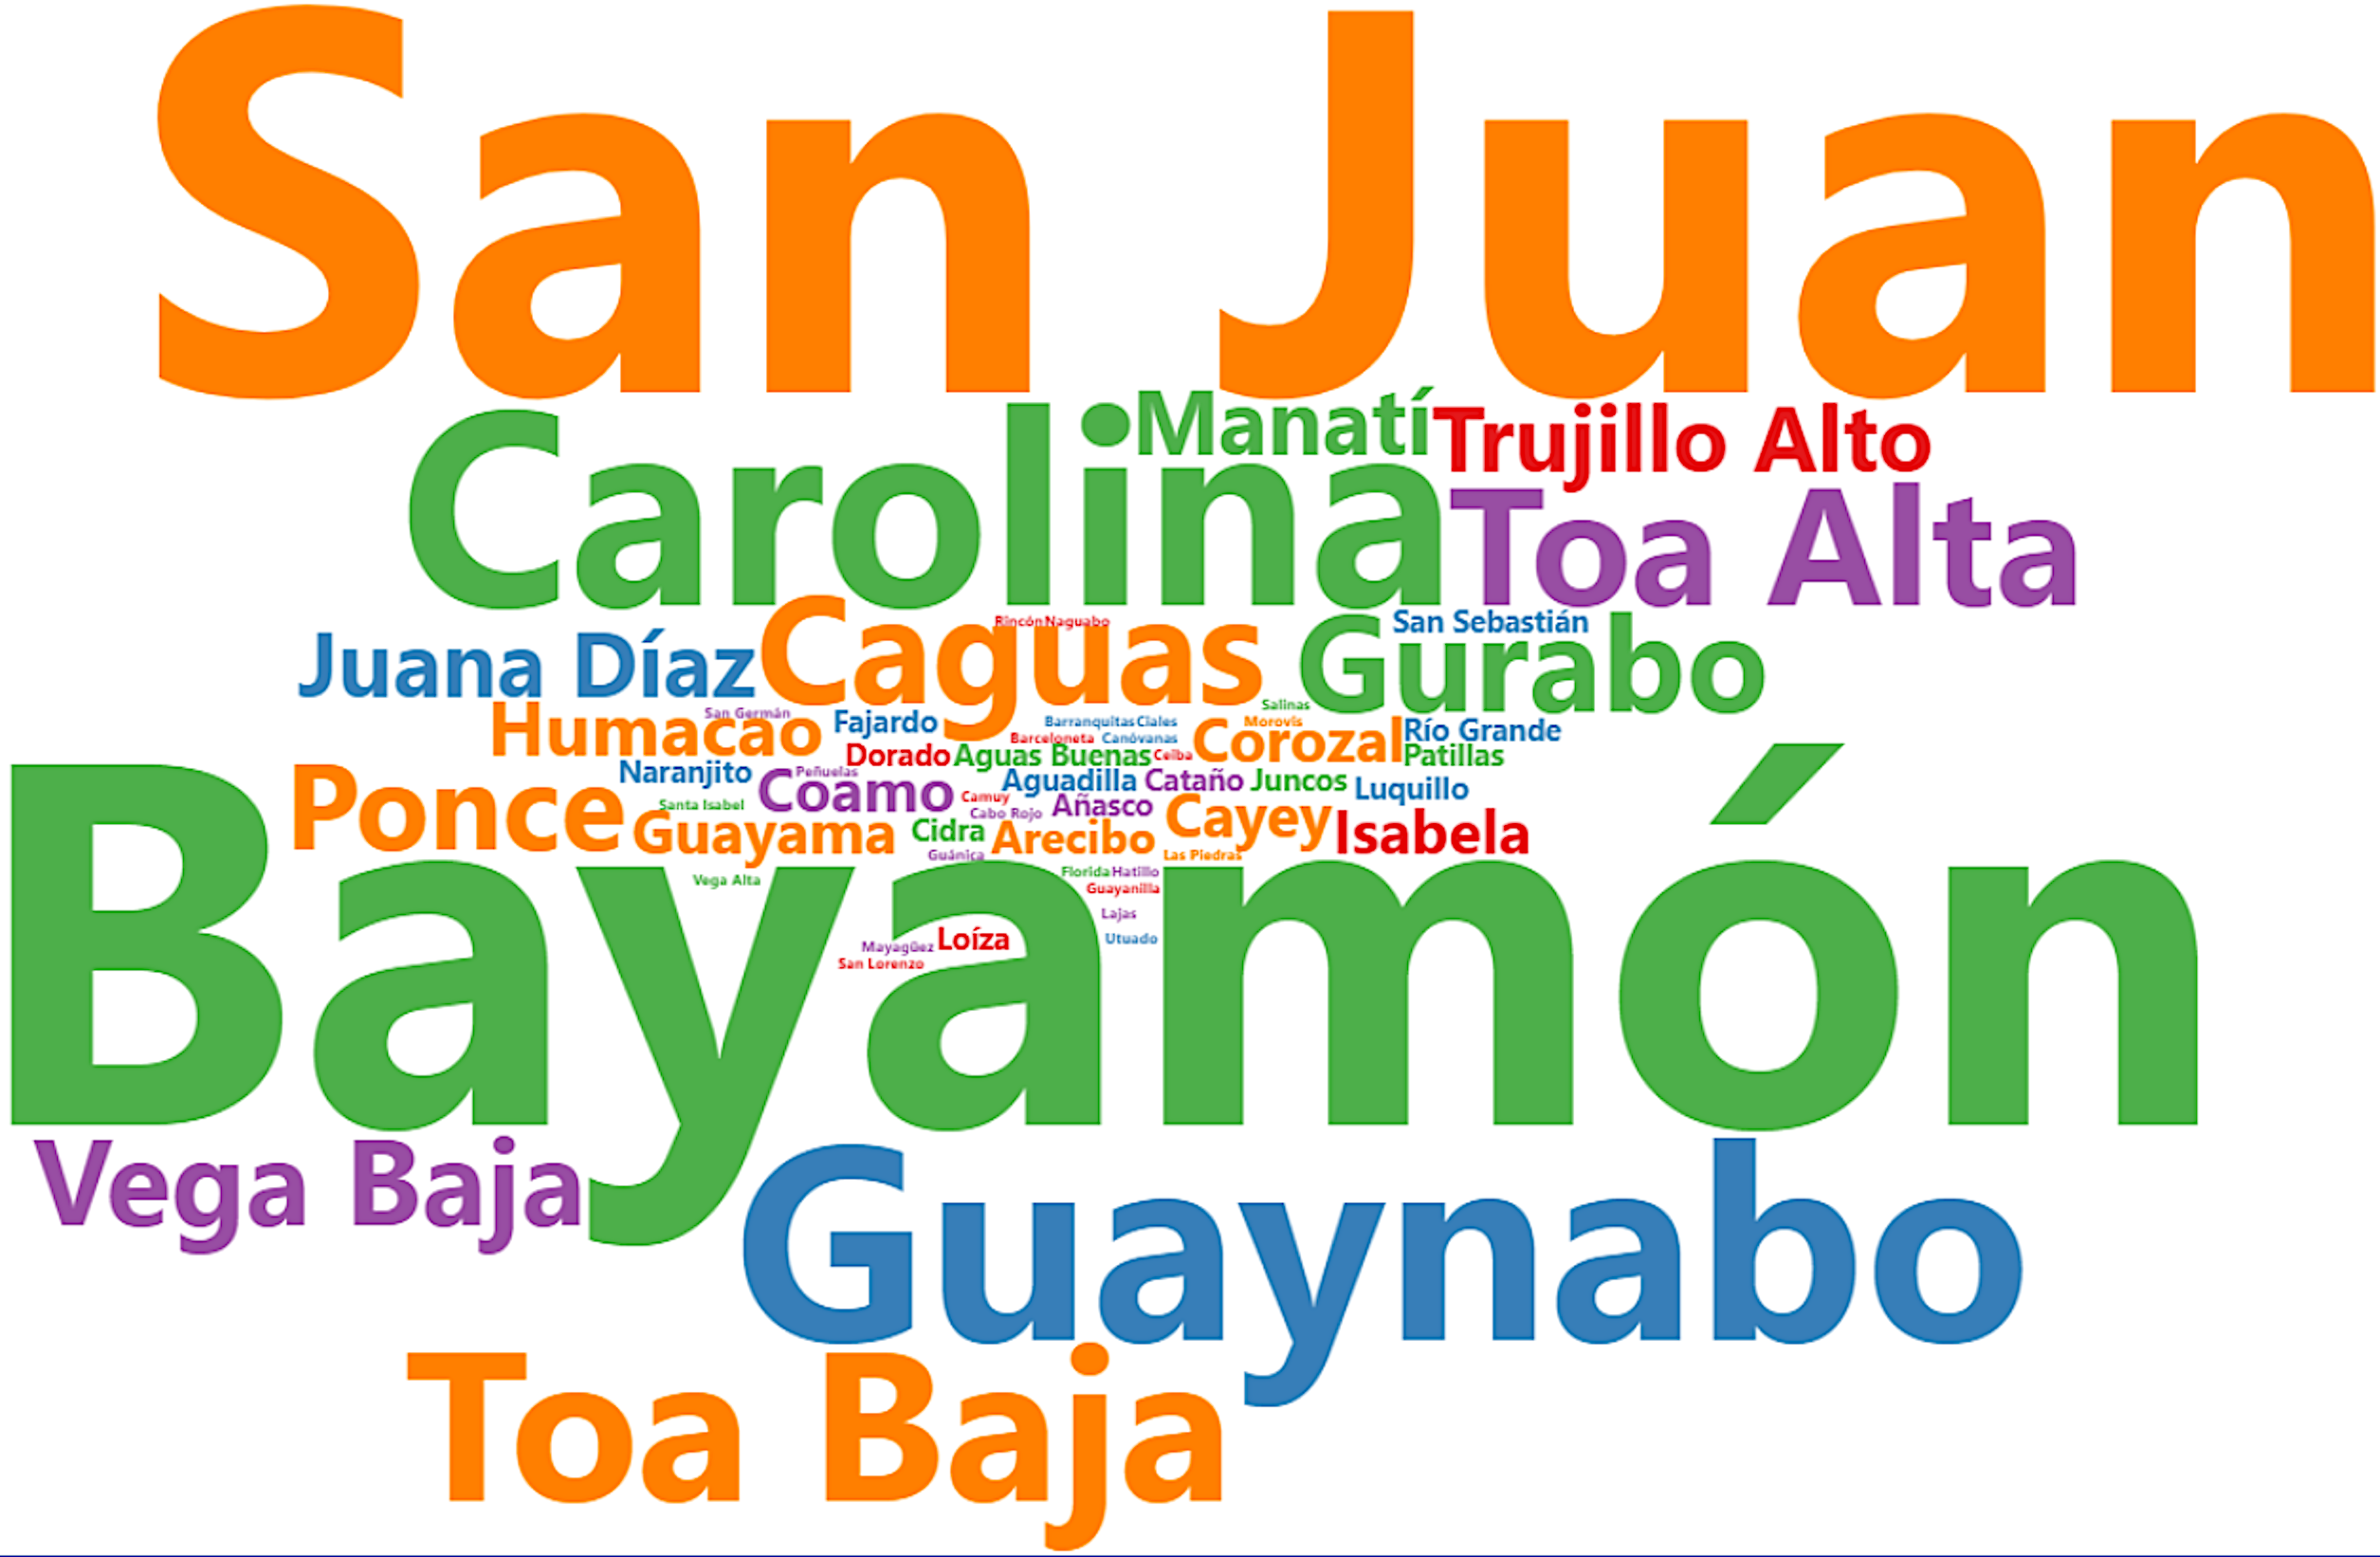 San Juan
Manatí Trujillo Alto
Carolina Toa Alta
Rincón Naguabo San Sebastián
Juana Díaz Caguas Gurabo
Salinas
San Germán
Humacao Fajardo Barranquitas Ciales Morovis Corozal Río Grande
Barceloneta Canóvanas
Dorado Aguas Buenas Ceiba Patillas
Naranjito Peñuelas Aguadilla Cataño Juncos Luquillo
Coamo Camuy Añasco
Santa Isabel Cabo Rojo
Ponce Guayama Cidra Arecibo Cayey Isabela
Guánica Las Piedras
Vega Alta Florida Hatillo
Guayanilla
Lajas
Mayagüez Loíza Utuado
San Lorenzo
Bayamón
Vega Baja
Guaynabo
Toa Baja